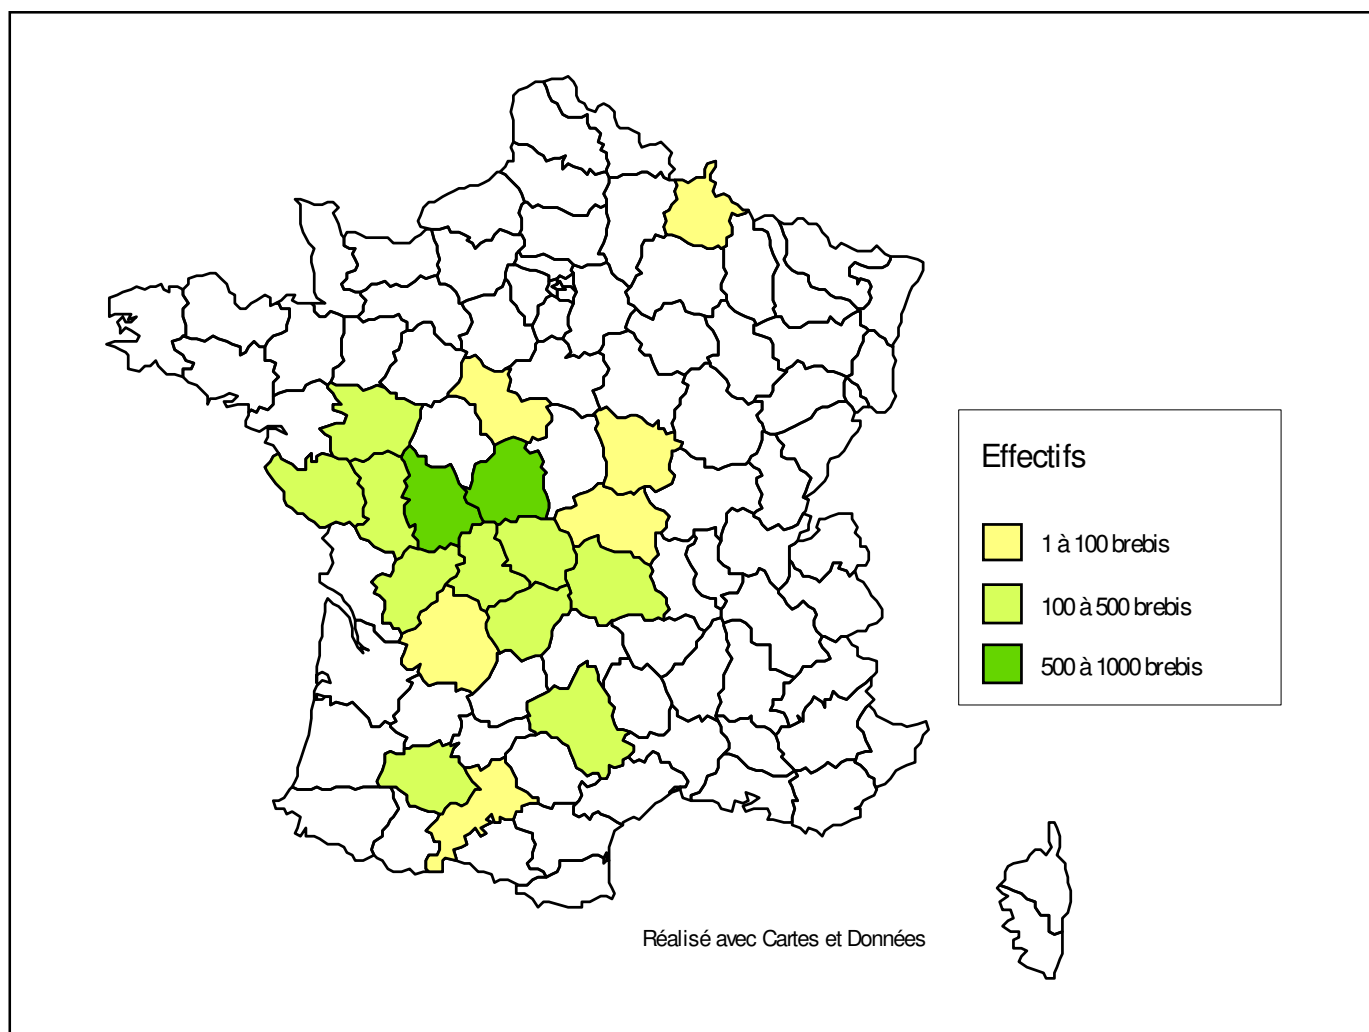 Effectifs
1 à 100 brebis
100 à 500 brebis
500 à 1000 brebis
Réalisé avec Cartes et Données